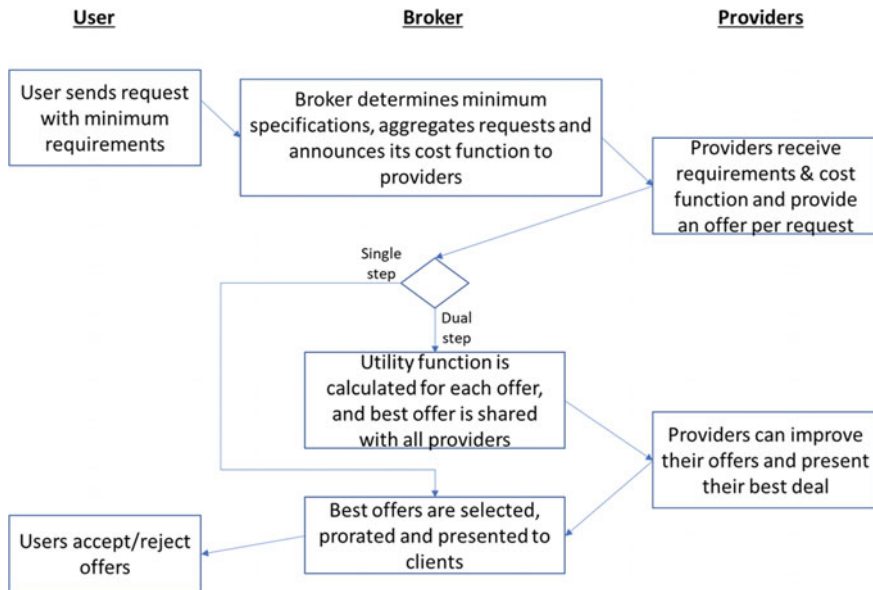 User
Broker
Providers
User sends request
with minimum
requirements
Broker determines minimum
specifications, aggregates requests and
announces its cost function to
providers
Providers receive
requirements & cost
function and provide
an offer per request
Single
step
Dual
step
Utility function is
calculated for each offer,
and best offer is shared
with all providers
Providers can improve
their offers and present
their best deal
Best offers are selected,
prorated and presented to
clients
Users accept/reject
offers